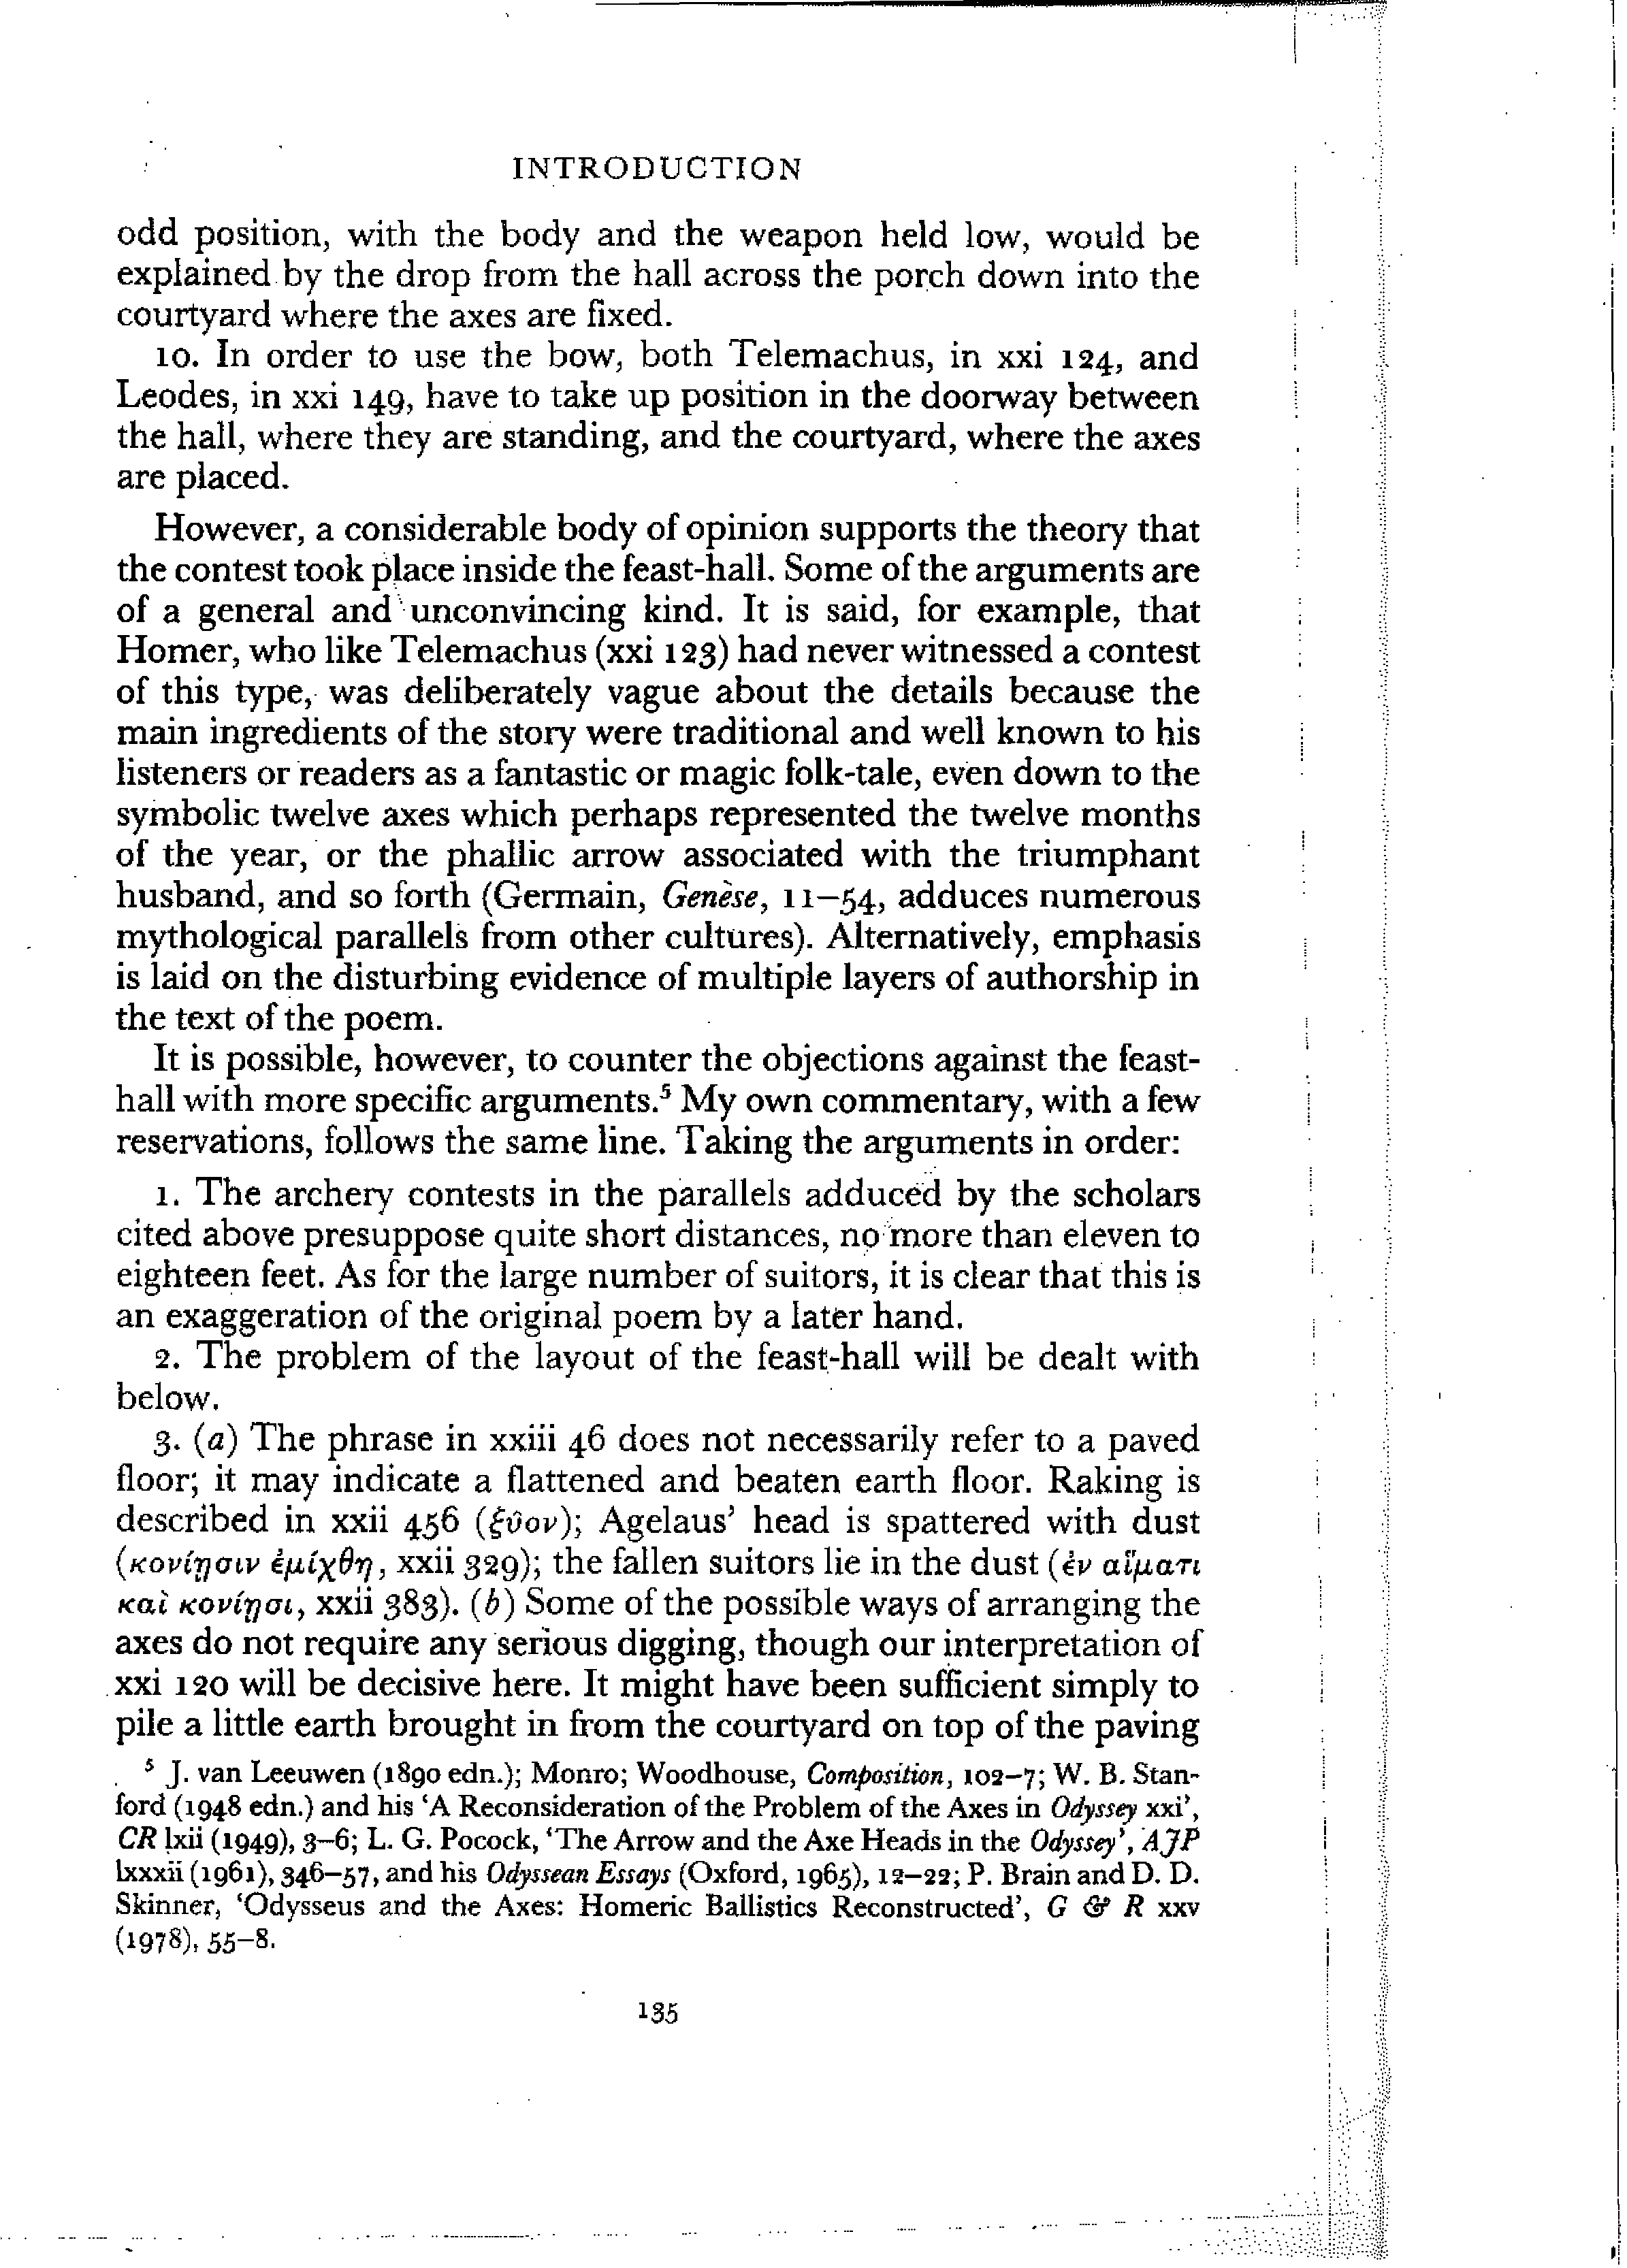 INTRODUCTION
odd position, with the body and the weapon held low, would be
explained by the drop from the hall across the porch down into the
courtyard where the axes are fixed.
10. In order to use the bow, both Telemachus, in xxi 124, and
Leodes, in xxi 149, have to take up position in the doorway between
the hall, where they are standing, and the courtyard, where the axes
are placed.
However, a considerable body of opinion supports the theory that
the contest took place inside the feast-hall. Some of the arguments are
of a general and unconvincing kind. It is said, for example, that
Homer, who like Telemachus (xxi 123) had never witnessed a contest
of this type, was deliberately vague about the details because the
main ingredients of the story were traditional and well known to his
listeners or readers as a fantastic or magic folk-tale, even down to the
symbolic twelve axes which perhaps represented the twelve months
of the year, or the phallic arrow associated with the triumphant
husband, and so forth (Germain, Genèse, 11–54, adduces numerous
mythological parallels from other cultures). Alternatively, emphasis
is laid on the disturbing evidence of multiple layers of authorship in
the text of the poem.
It is possible, however, to counter the objections against the feast-
hall with more specific arguments.⁵ My own commentary, with a few
reservations, follows the same line. Taking the arguments in order:
1. The archery contests in the parallels adduced by the scholars
cited above presuppose quite short distances, no more than eleven to
eighteen feet. As for the large number of suitors, it is clear that this is
an exaggeration of the original poem by a later hand.
2. The problem of the layout of the feast-hall will be dealt with
below.
3. (a) The phrase in xxiii 46 does not necessarily refer to a paved
floor; it may indicate a flattened and beaten earth floor. Raking is
described in xxii 456 (ξῦον); Agelaus’ head is spattered with dust
(κονίῃσιν ἐμίχθη, xxii 329); the fallen suitors lie in the dust (ἐν αἵματι
καὶ κονίῃσι, xxii 383). (b) Some of the possible ways of arranging the
axes do not require any serious digging, though our interpretation of
xxi 120 will be decisive here. It might have been sufficient simply to
pile a little earth brought in from the courtyard on top of the paving
⁵ J. van Leeuwen (1890 edn.); Monro; Woodhouse, Composition, 102–7; W. B. Stan-
ford (1948 edn.) and his ‘A Reconsideration of the Problem of the Axes in Odyssey xxi’,
CR lxii (1949), 3–6; L. G. Pocock, ‘The Arrow and the Axe Heads in the Odyssey’, AJP
lxxxii (1961), 346–57, and his Odyssean Essays (Oxford, 1965), 12–22; P. Brain and D. D.
Skinner, ‘Odysseus and the Axes: Homeric Ballistics Reconstructed’, G & R xxv
(1978), 55–8.
135